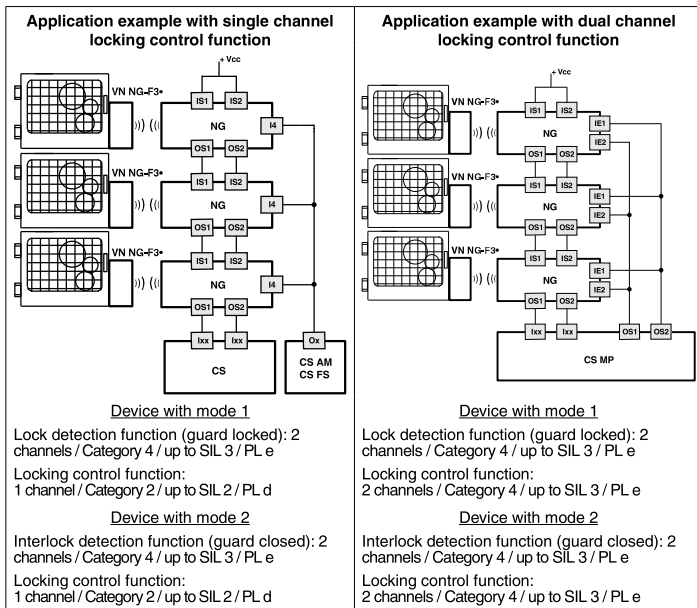 Application example with single channel
locking control function
+ Vcc
VN NG-F3•
IS1 IS2
NG
I4
OS1 OS2
VN NG-F3•
IS1 IS2
NG
I4
OS1 OS2
VN NG-F3•
IS1 IS2
NG
I4
OS1 OS2
Ixx Ixx
CS
Ox
CS AM
CS FS
Device with mode 1
Lock detection function (guard locked): 2
channels / Category 4 / up to SIL 3 / PL e
Locking control function:
1 channel / Category 2 / up to SIL 2 / PL d
Device with mode 2
Interlock detection function (guard closed): 2
channels / Category 4 / up to SIL 3 / PL e
Locking control function:
1 channel / Category 2 / up to SIL 2 / PL d
Application example with dual channel
locking control function
+ Vcc
VN NG-F3•
IS1 IS2
NG
IE1
IE2
OS1 OS2
VN NG-F3•
IS1 IS2
NG
IE1
IE2
OS1 OS2
VN NG-F3•
IS1 IS2
NG
IE1
IE2
OS1 OS2
Ixx Ixx OS1 OS2
CS MP
Device with mode 1
Lock detection function (guard locked): 2
channels / Category 4 / up to SIL 3 / PL e
Locking control function:
2 channels / Category 4 / up to SIL 3 / PL e
Device with mode 2
Interlock detection function (guard closed): 2
channels / Category 4 / up to SIL 3 / PL e
Locking control function:
2 channels / Category 4 / up to SIL 3 / PL e